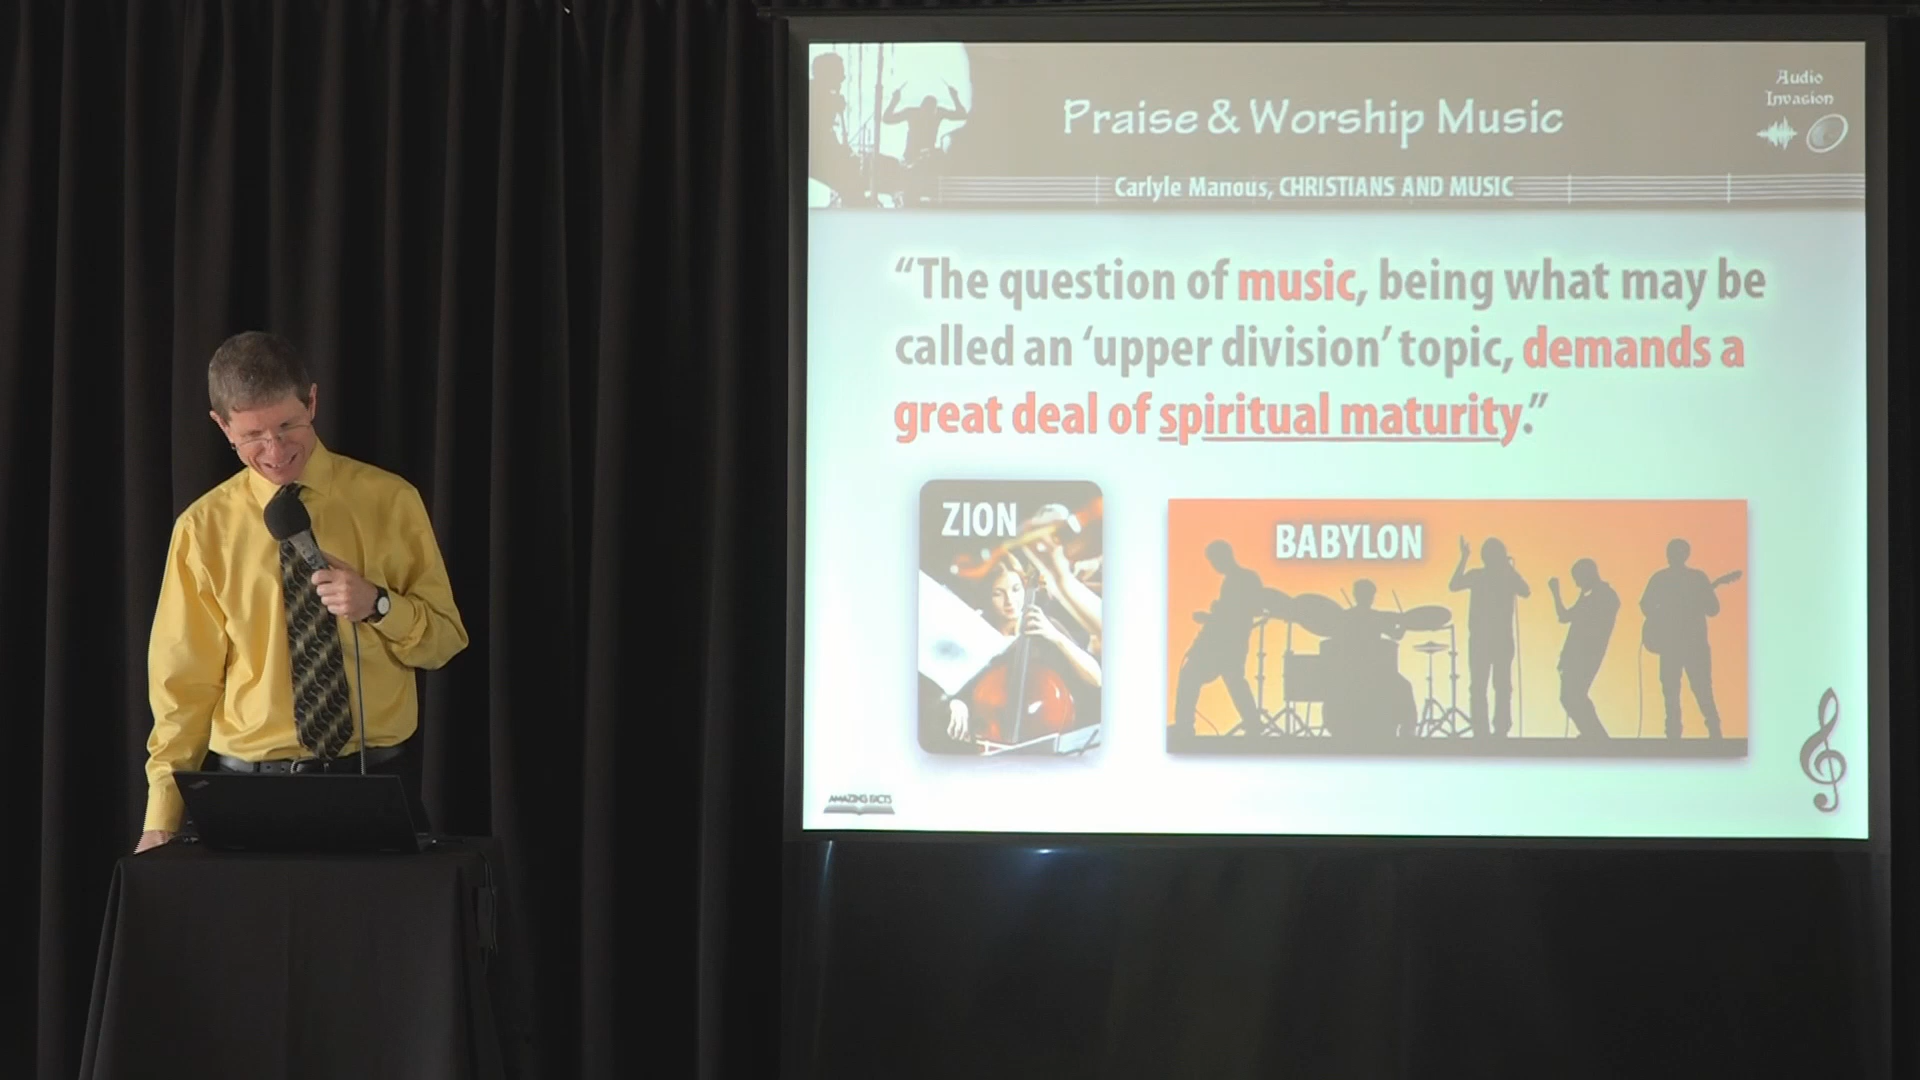 Audio
Invasion
Praise & Worship Music
Carlyle Manous, CHRISTIANS AND MUSIC
“The question of music, being what may be
called an ‘upper division’ topic, demands a
great deal of spiritual maturity.”
ZION
BABYLON
AMAZING FACTS